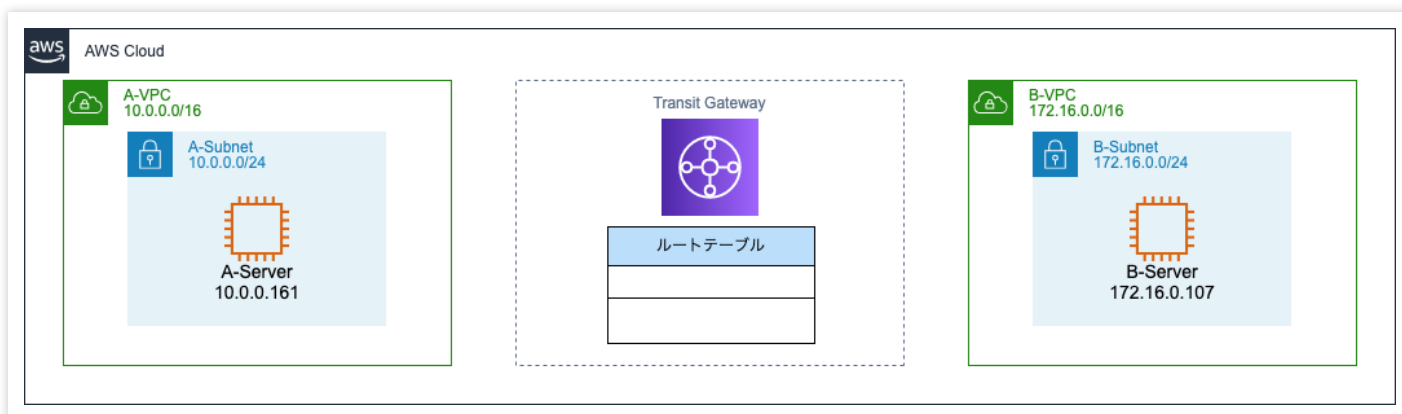 aws
AWS Cloud
A-VPC
10.0.0.0/16
A-Subnet
10.0.0.0/24
A-Server
10.0.0.161
Transit Gateway
ルートテーブル
B-VPC
172.16.0.0/16
B-Subnet
172.16.0.0/24
B-Server
172.16.0.107